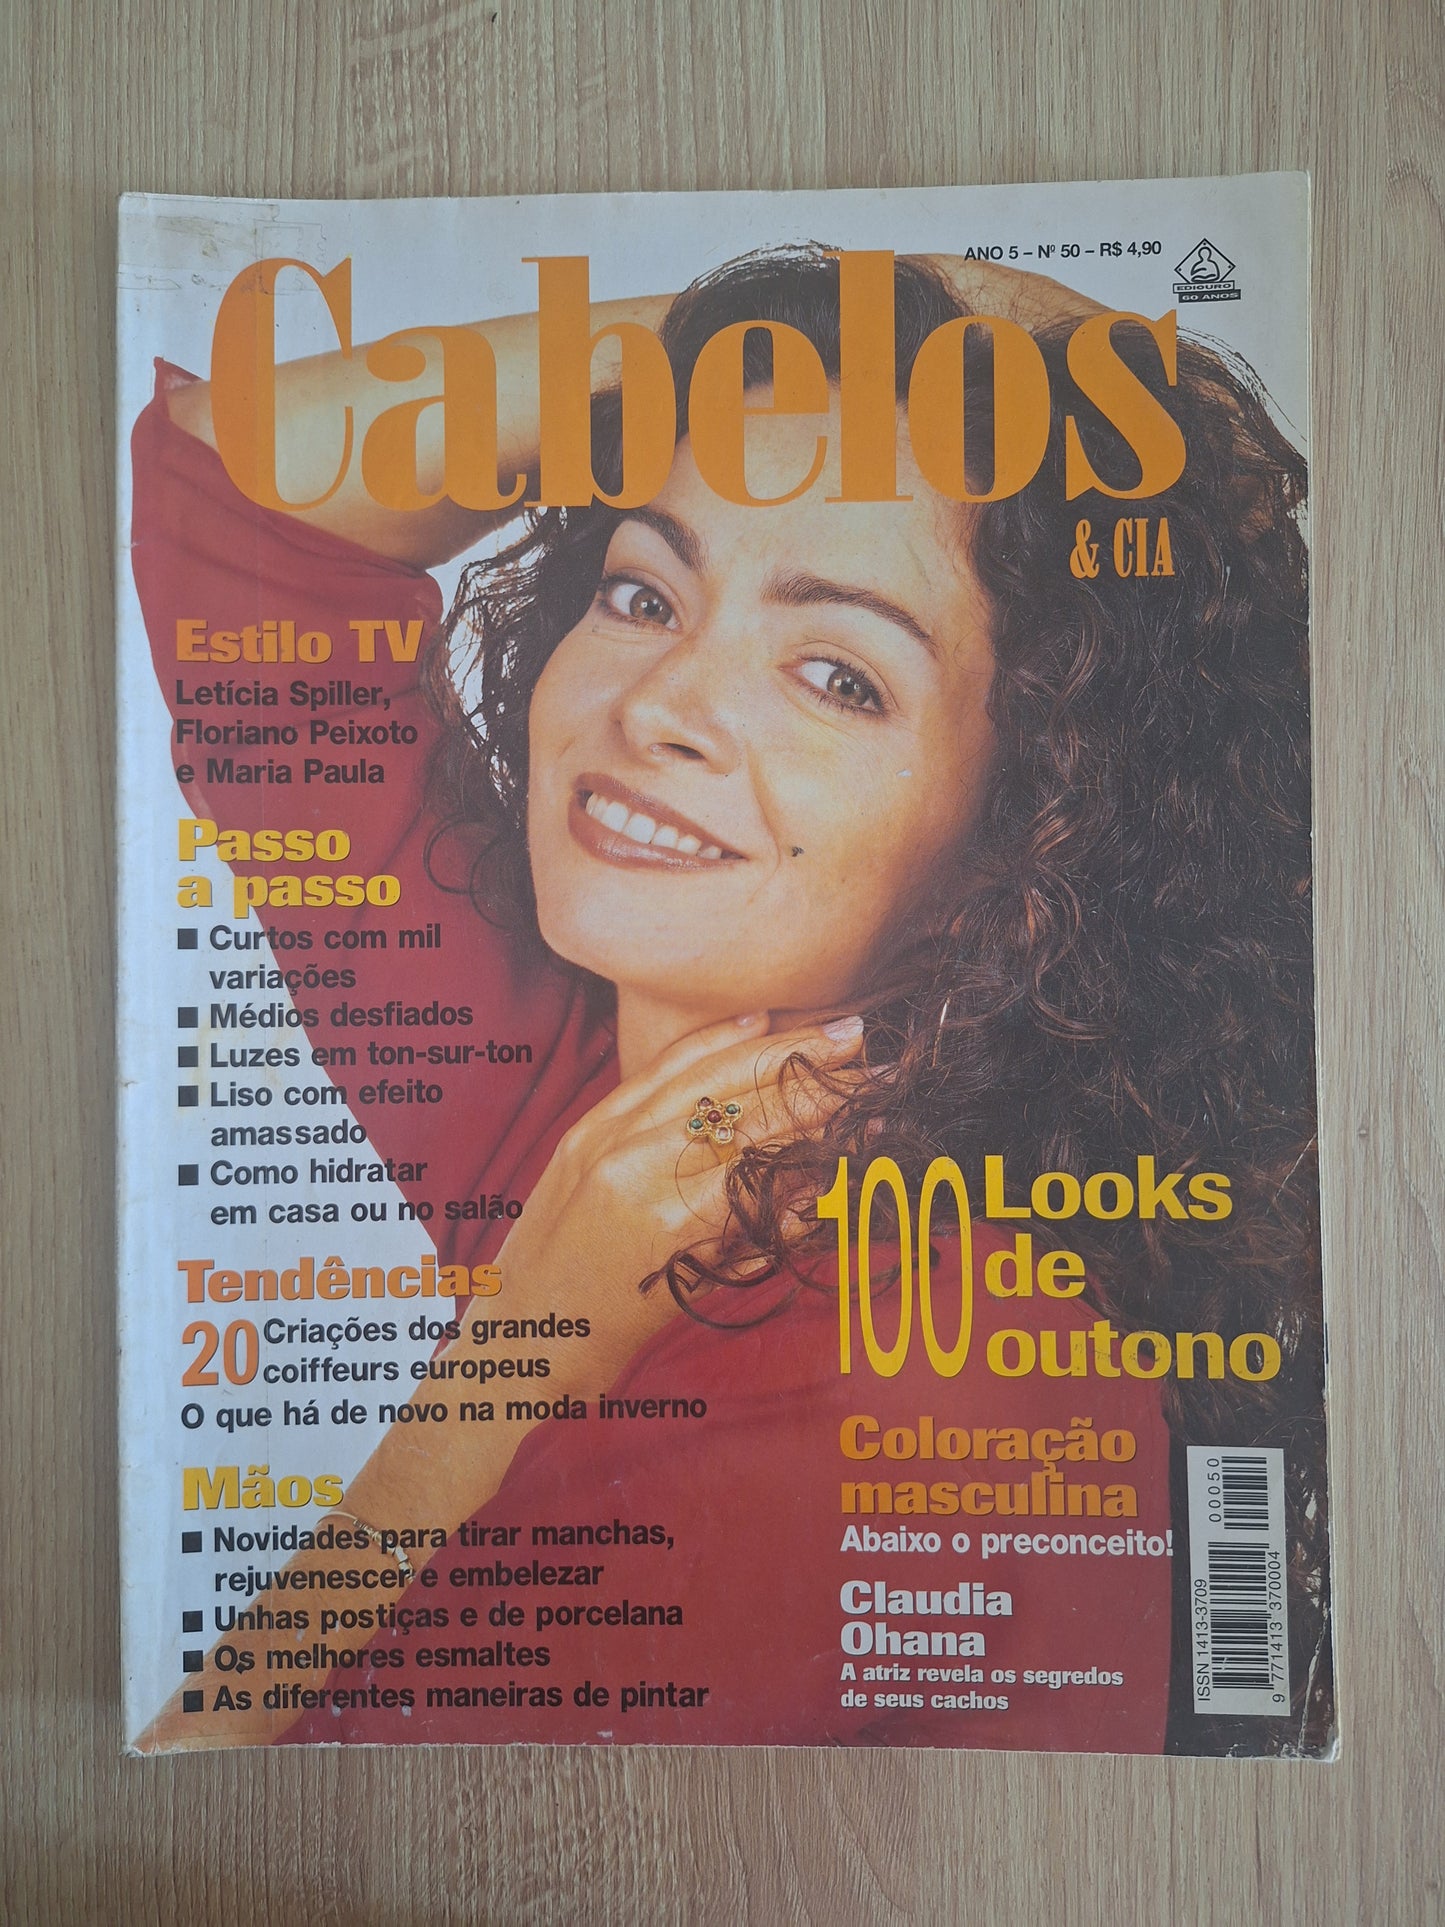 ANO 5 – Nº 50 – R$ 4,90
EDIOURO
60 ANOS
Cabelos
& CIA
Estilo TV
Letícia Spiller,
Floriano Peixoto
e Maria Paula
Passo
a passo
■ Curtos com mil
variações
■ Médios desfiados
■ Luzes em ton-sur-ton
■ Liso com efeito
amassado
■ Como hidratar
em casa ou no salão
Tendências
20 Criações dos grandes
coiffeurs europeus
O que há de novo na moda inverno
Mãos
■ Novidades para tirar manchas,
rejuvenescer e embelezar
■ Unhas postiças e de porcelana
■ Os melhores esmaltes
■ As diferentes maneiras de pintar
100 Looks
de
outono
Coloração
masculina
Abaixo o preconceito!
Claudia
Ohana
A atriz revela os segredos
de seus cachos
ISSN 1413-3709
00050
9 771413 370004